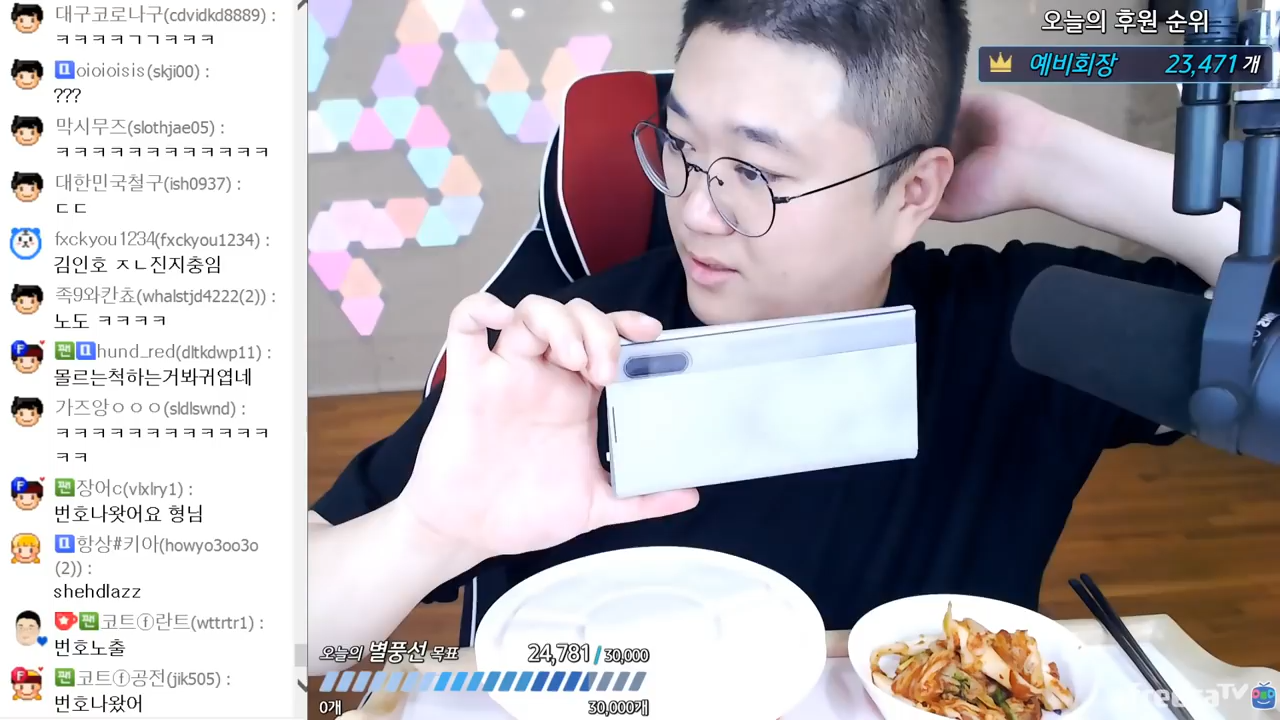 대구코로나구(cdvidkd8889) :
ㅋㅋㅋㅋㄱㄱㅋㅋㅋ
oioioisis(skji00) :
???
막시무즈(slothjae05) :
ㅋㅋㅋㅋㅋㅋㅋㅋㅋㅋㅋㅋ
대한민국철구(ish0937) :
ㄷㄷ
fxckyou1234(fxckyou1234) :
김인호 ㅈㄴ진지충임
족9와칸쵸(whalstjd4222(2)) :
노도 ㅋㅋㅋㅋ
팬 hund_red(dltkdwp11) :
몰르는척하는거봐귀엽네
가즈앙ㅇㅇㅇ(sldlswnd) :
ㅋㅋㅋㅋㅋㅋㅋㅋㅋㅋㅋㅋ
ㅋㅋ
팬 장어c(vlxlry1) :
번호나왓어요 형님
항상#키아(howyo3oo3o
(2)) :
shehdlazz
팬 코트ⓕ란트(wttrtr1) :
번호노출
팬 코트ⓕ공전(jik505) :
번호나왔어
오늘의 후원 순위
예비회장 23,471 개
오늘의 별풍선 목표 24,781 / 30,000
0개 30,000개